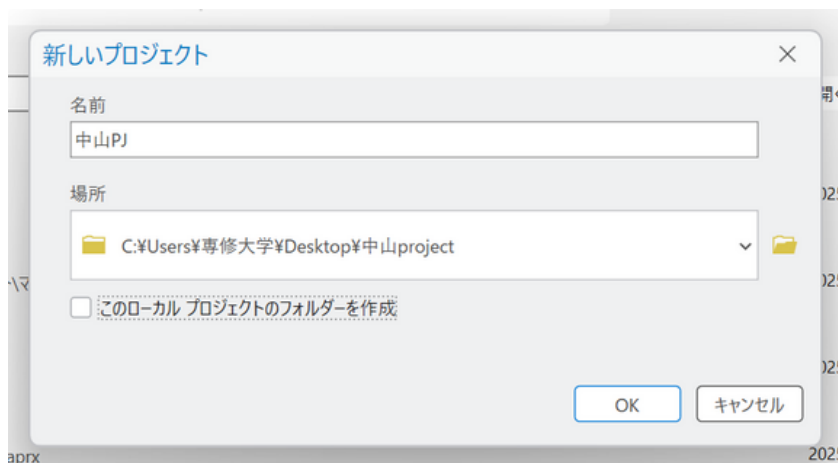 新しいプロジェクト
名前
中山PJ
場所
C:¥Users¥専修大学¥Desktop¥中山project
このローカル プロジェクトのフォルダーを作成
OK
キャンセル
aprx